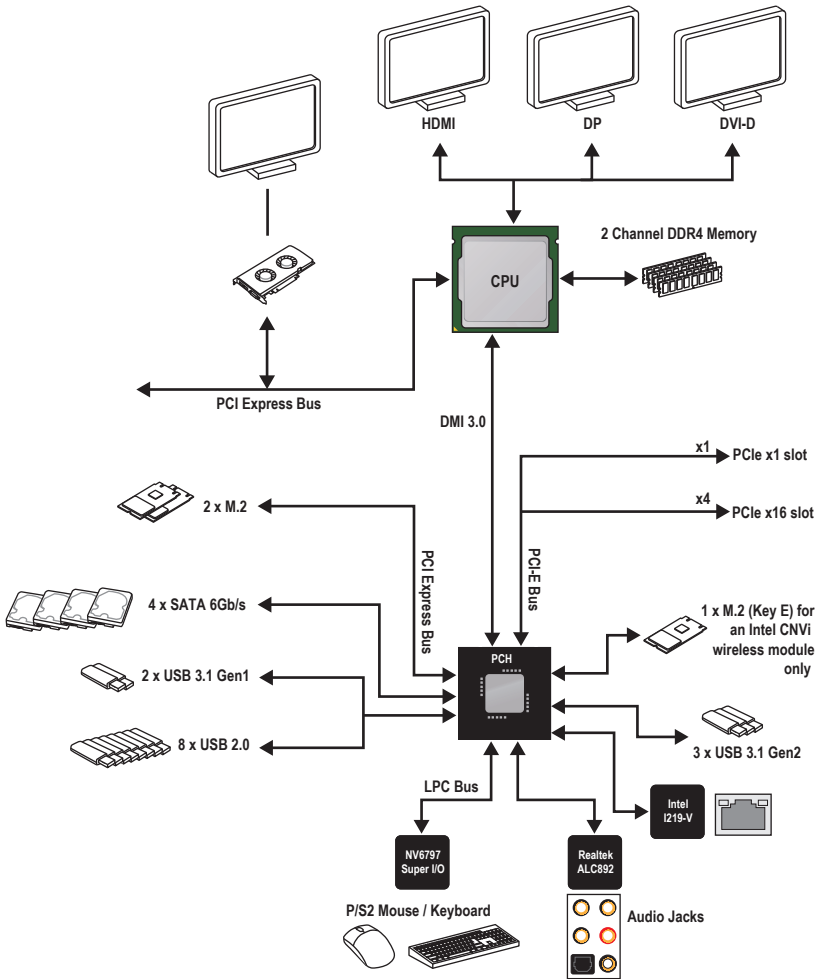 HDMI
DP
DVI-D
2 Channel DDR4 Memory
CPU
PCI Express Bus
DMI 3.0
x1
PCIe x1 slot
x4
PCIe x16 slot
2 x M.2
PCI Express Bus
PCI-E Bus
4 x SATA 6Gb/s
1 x M.2 (Key E) for
an Intel CNVi
wireless module
only
PCH
2 x USB 3.1 Gen1
8 x USB 2.0
3 x USB 3.1 Gen2
LPC Bus
Intel
I219-V
NV6797
Super I/O
Realtek
ALC892
P/S2 Mouse / Keyboard
Audio Jacks